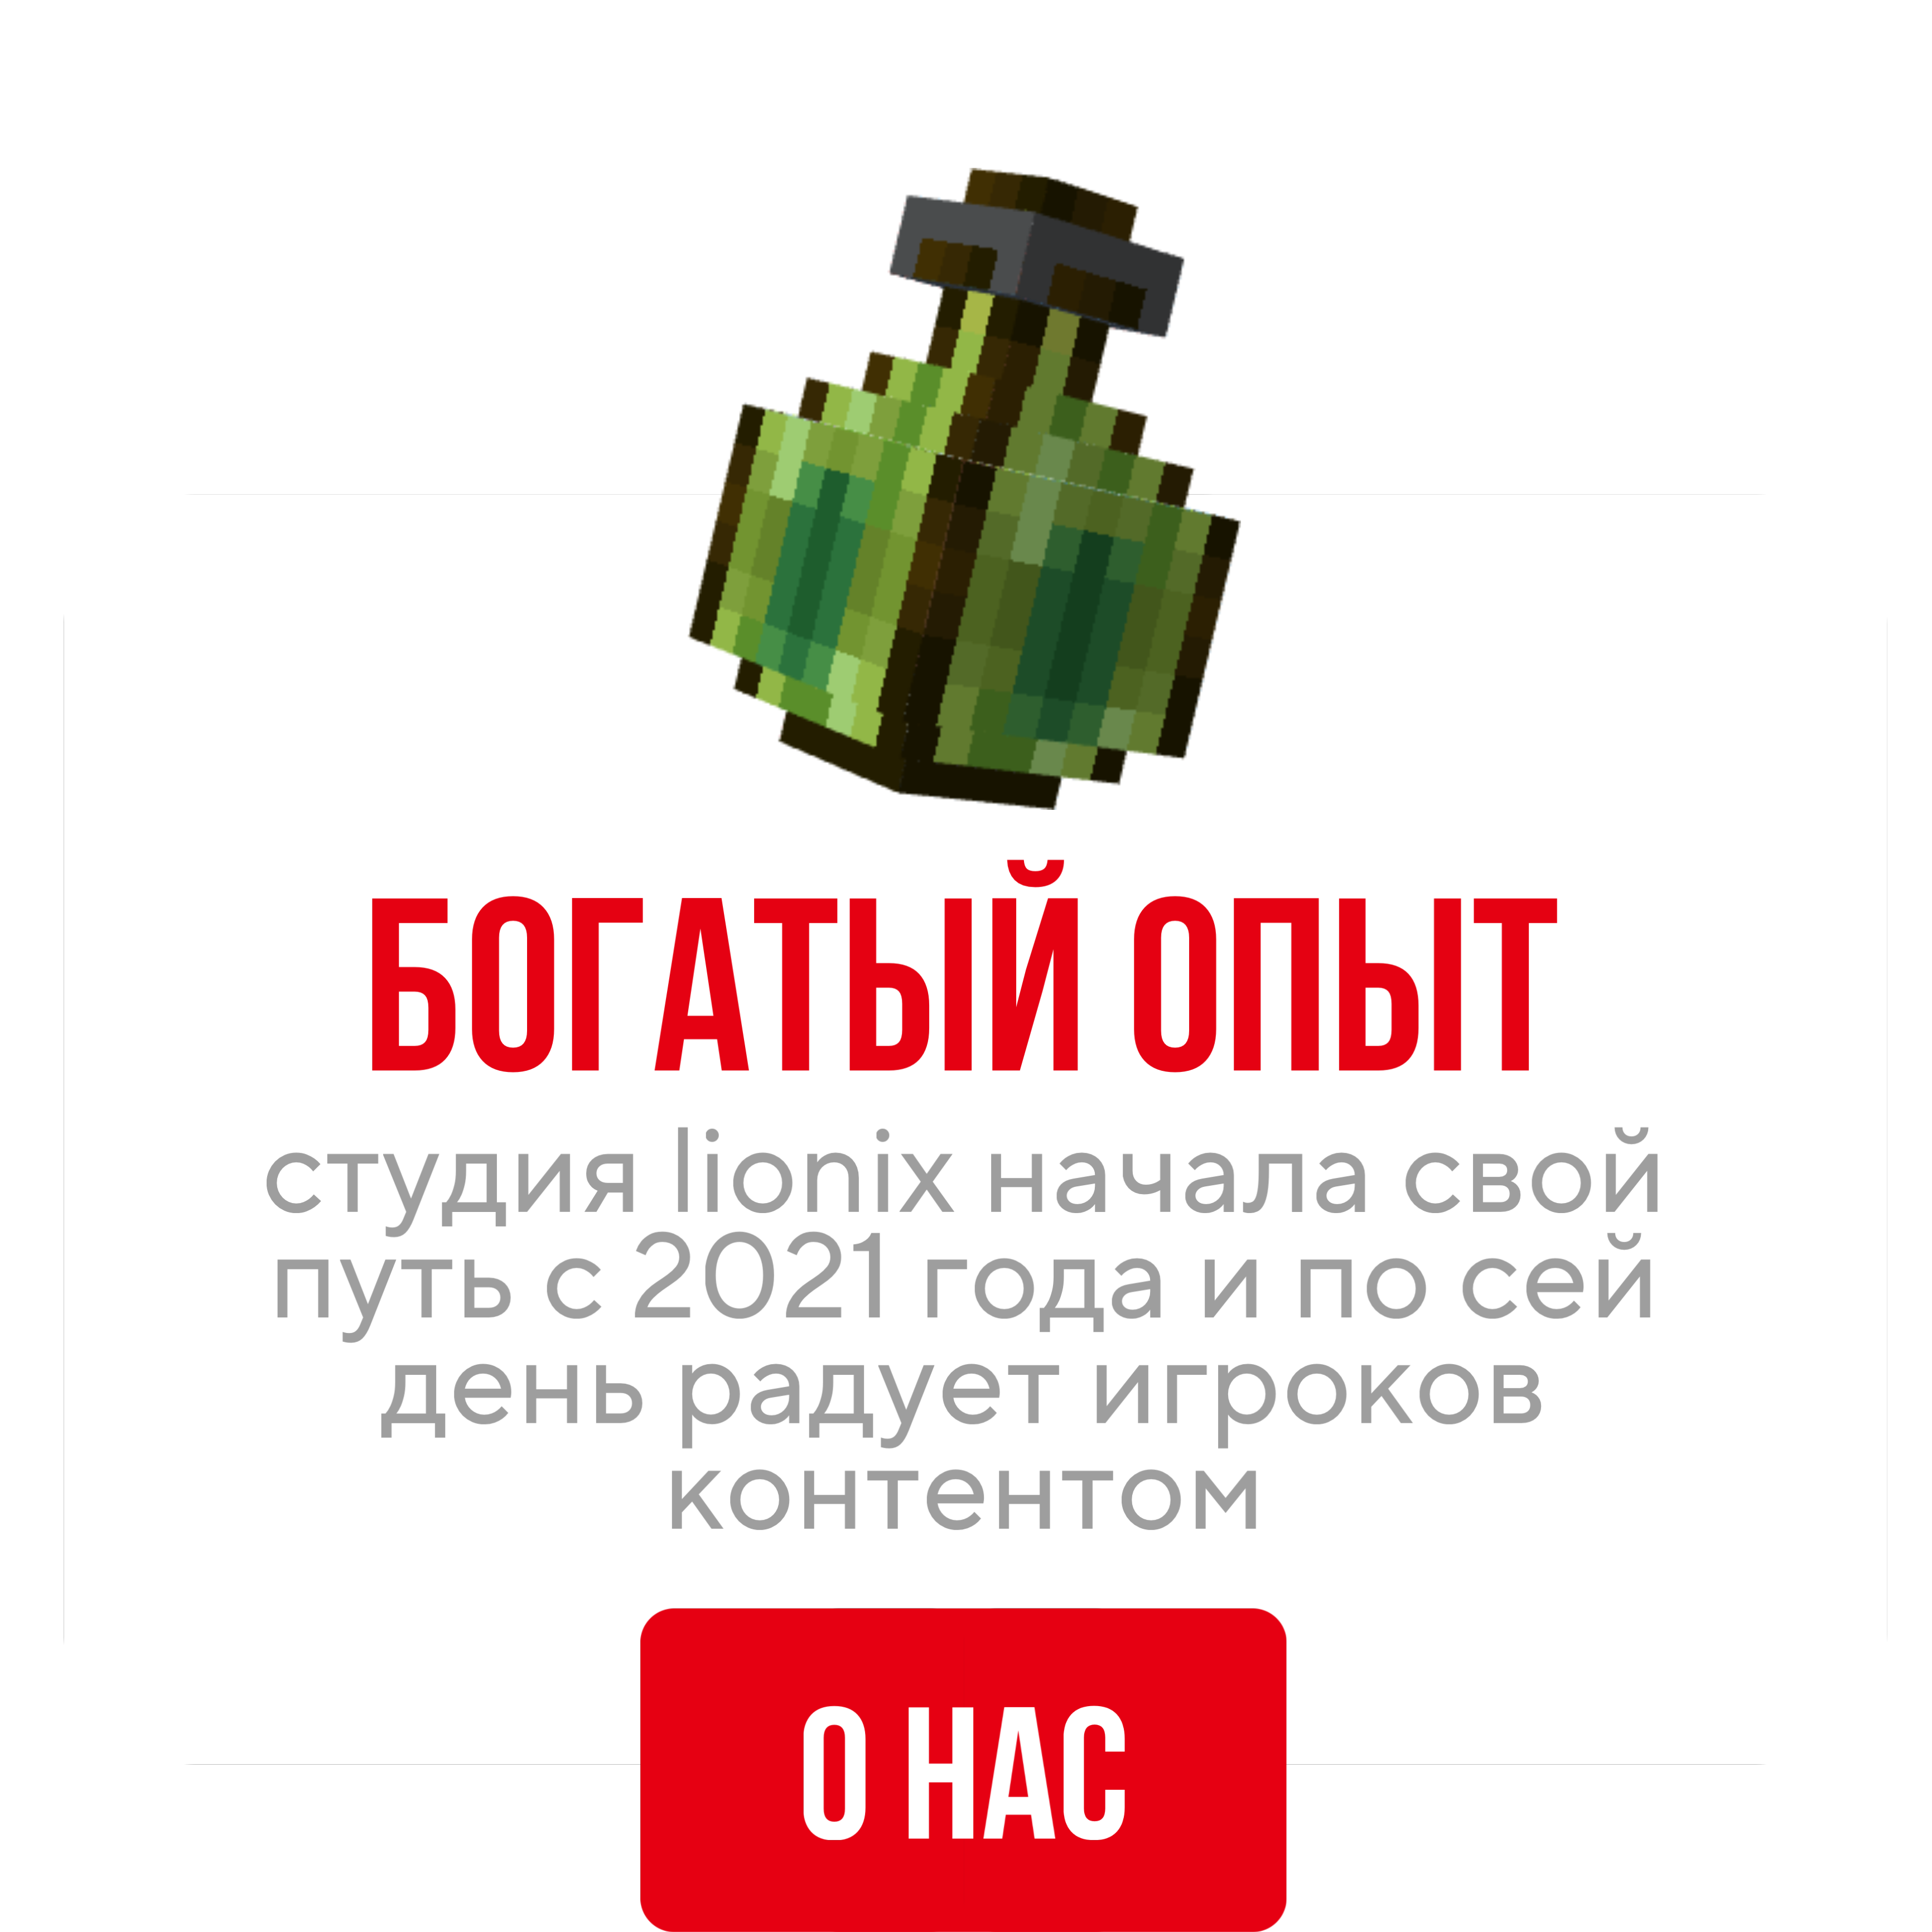 БОГАТЫЙ ОПЫТ
студия lionix начала свой
путь с 2021 года и по сей
день радует игроков
контентом
О НАС